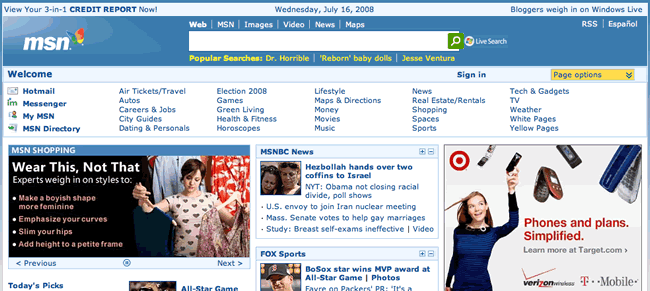 View Your 3-in-1 CREDIT REPORT Now!
Wednesday, July 16, 2008
Bloggers weigh in on Windows Live
Web | MSN | Images | Video | News | Maps
RSS | Español
msn
Live Search
Popular Searches: Dr. Horrible | 'Reborn' baby dolls | Jesse Ventura
Welcome
Sign in
Page options
Hotmail
Messenger
My MSN
MSN Directory
Air Tickets/Travel
Autos
Careers & Jobs
City Guides
Dating & Personals
Election 2008
Games
Green Living
Health & Fitness
Horoscopes
Lifestyle
Maps & Directions
Money
Movies
Music
News
Real Estate/Rentals
Shopping
Spaces
Sports
Tech & Gadgets
TV
Weather
White Pages
Yellow Pages
MSN SHOPPING
Wear This, Not That
Experts weigh in on styles to:
• Make a boyish shape
more feminine
• Emphasize your curves
• Slim your hips
• Add height to a petite frame
< Previous
Next >
Today's Picks
All-Star Game
MSNBC News
Hezbollah hands over two
coffins to Israel
NYT: Obama not closing racial
divide, poll shows
· U.S. envoy to join Iran nuclear meeting
· Mass. Senate votes to help gay marriages
· Study: Breast self-exams ineffective | Video
FOX Sports
BoSox star wins MVP award at
All-Star Game | Photos
Favre on Parkers' PR: 'It's a
Phones and plans.
Simplified.
Learn more at Target.com ›
verizon wireless
T··Mobile·